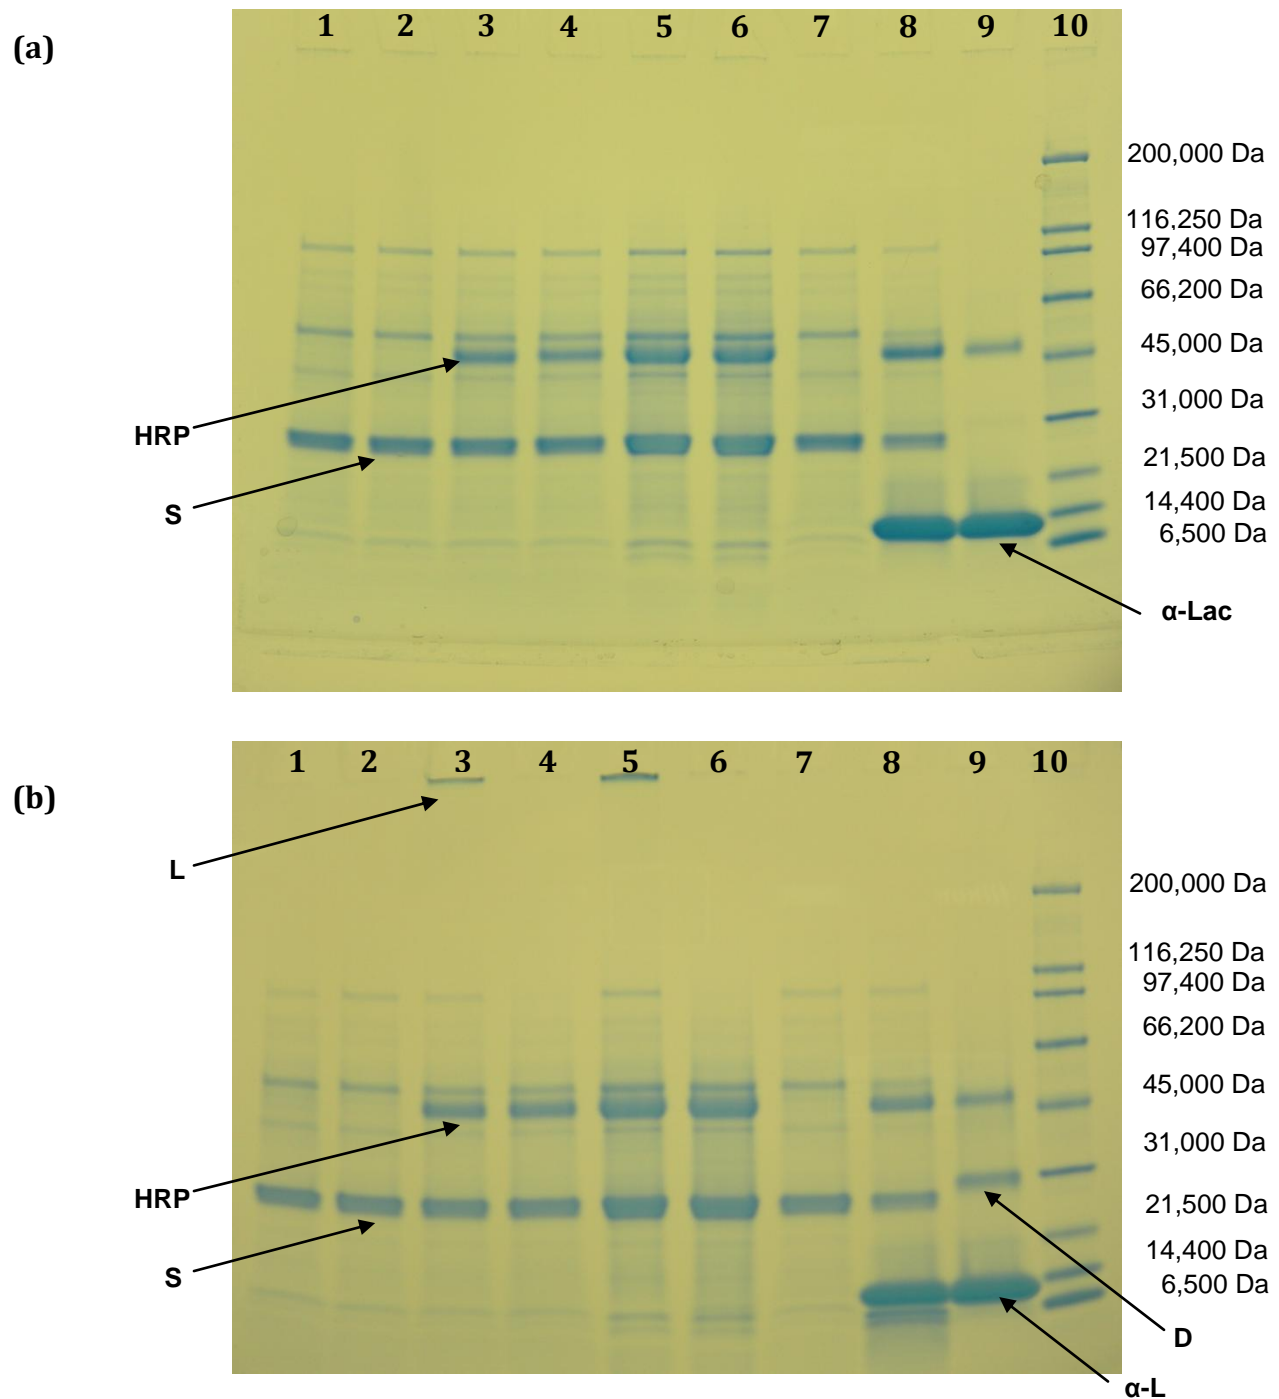 (a)
1 2 3 4 5 6 7 8 9 10
200,000 Da
116,250 Da
97,400 Da
66,200 Da
45,000 Da
31,000 Da
HRP
21,500 Da
S
14,400 Da
6,500 Da
α-Lac
1 2 3 4 5 6 7 8 9 10
(b)
L
200,000 Da
116,250 Da
97,400 Da
66,200 Da
45,000 Da
31,000 Da
HRP
21,500 Da
14,400 Da
S
6,500 Da
D
α-L